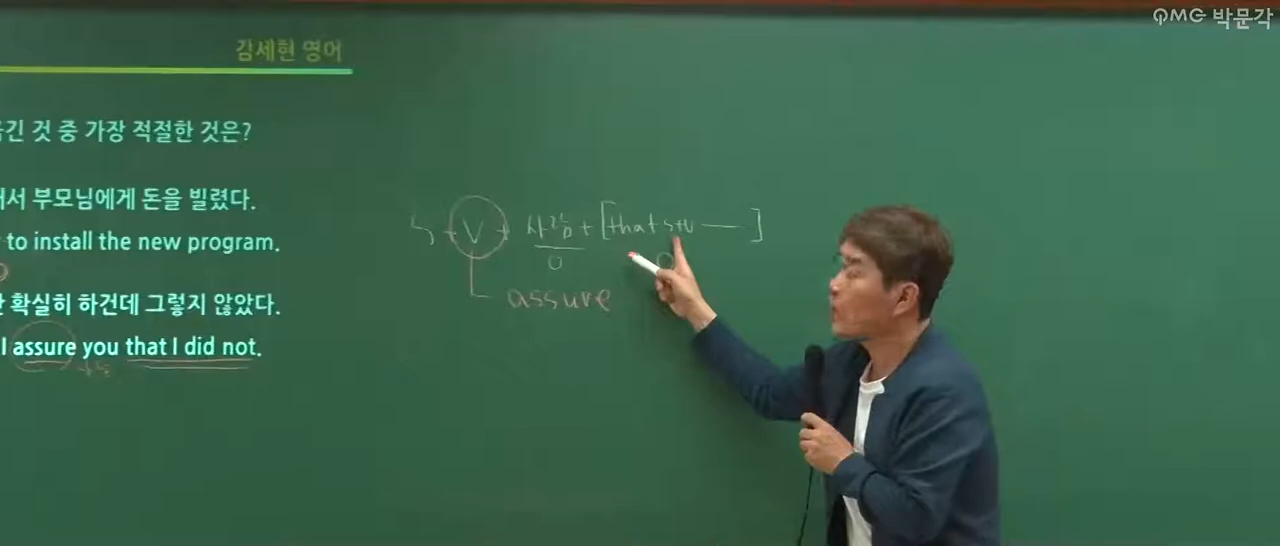 PMG 박문각
김세현 영어
긴 것 중 가장 적절한 것은?
서 부모님에게 돈을 빌렸다.
to install the new program.
확실히 하건데 그렇지 않았다.
I assure you that I did not.
S V 사람 + [that S+V ]
O O
assure